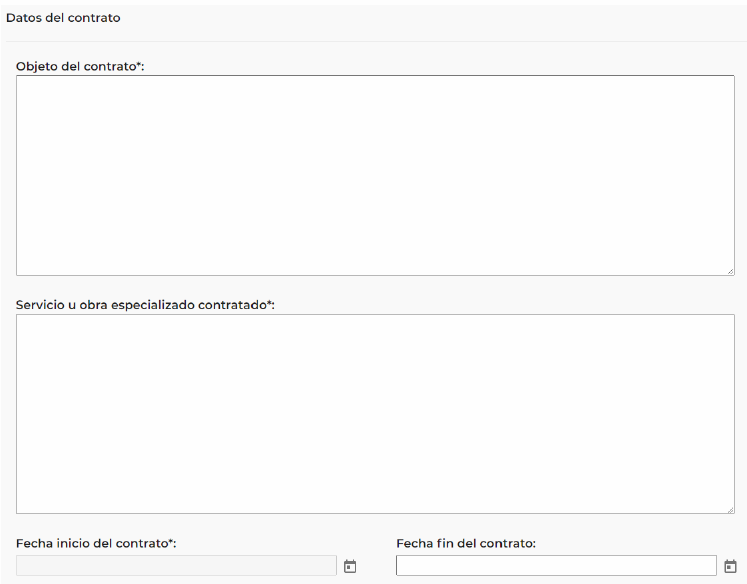 Datos del contrato
Objeto del contrato*:
Servicio u obra especializado contratado*:
Fecha inicio del contrato*:
Fecha fin del contrato: